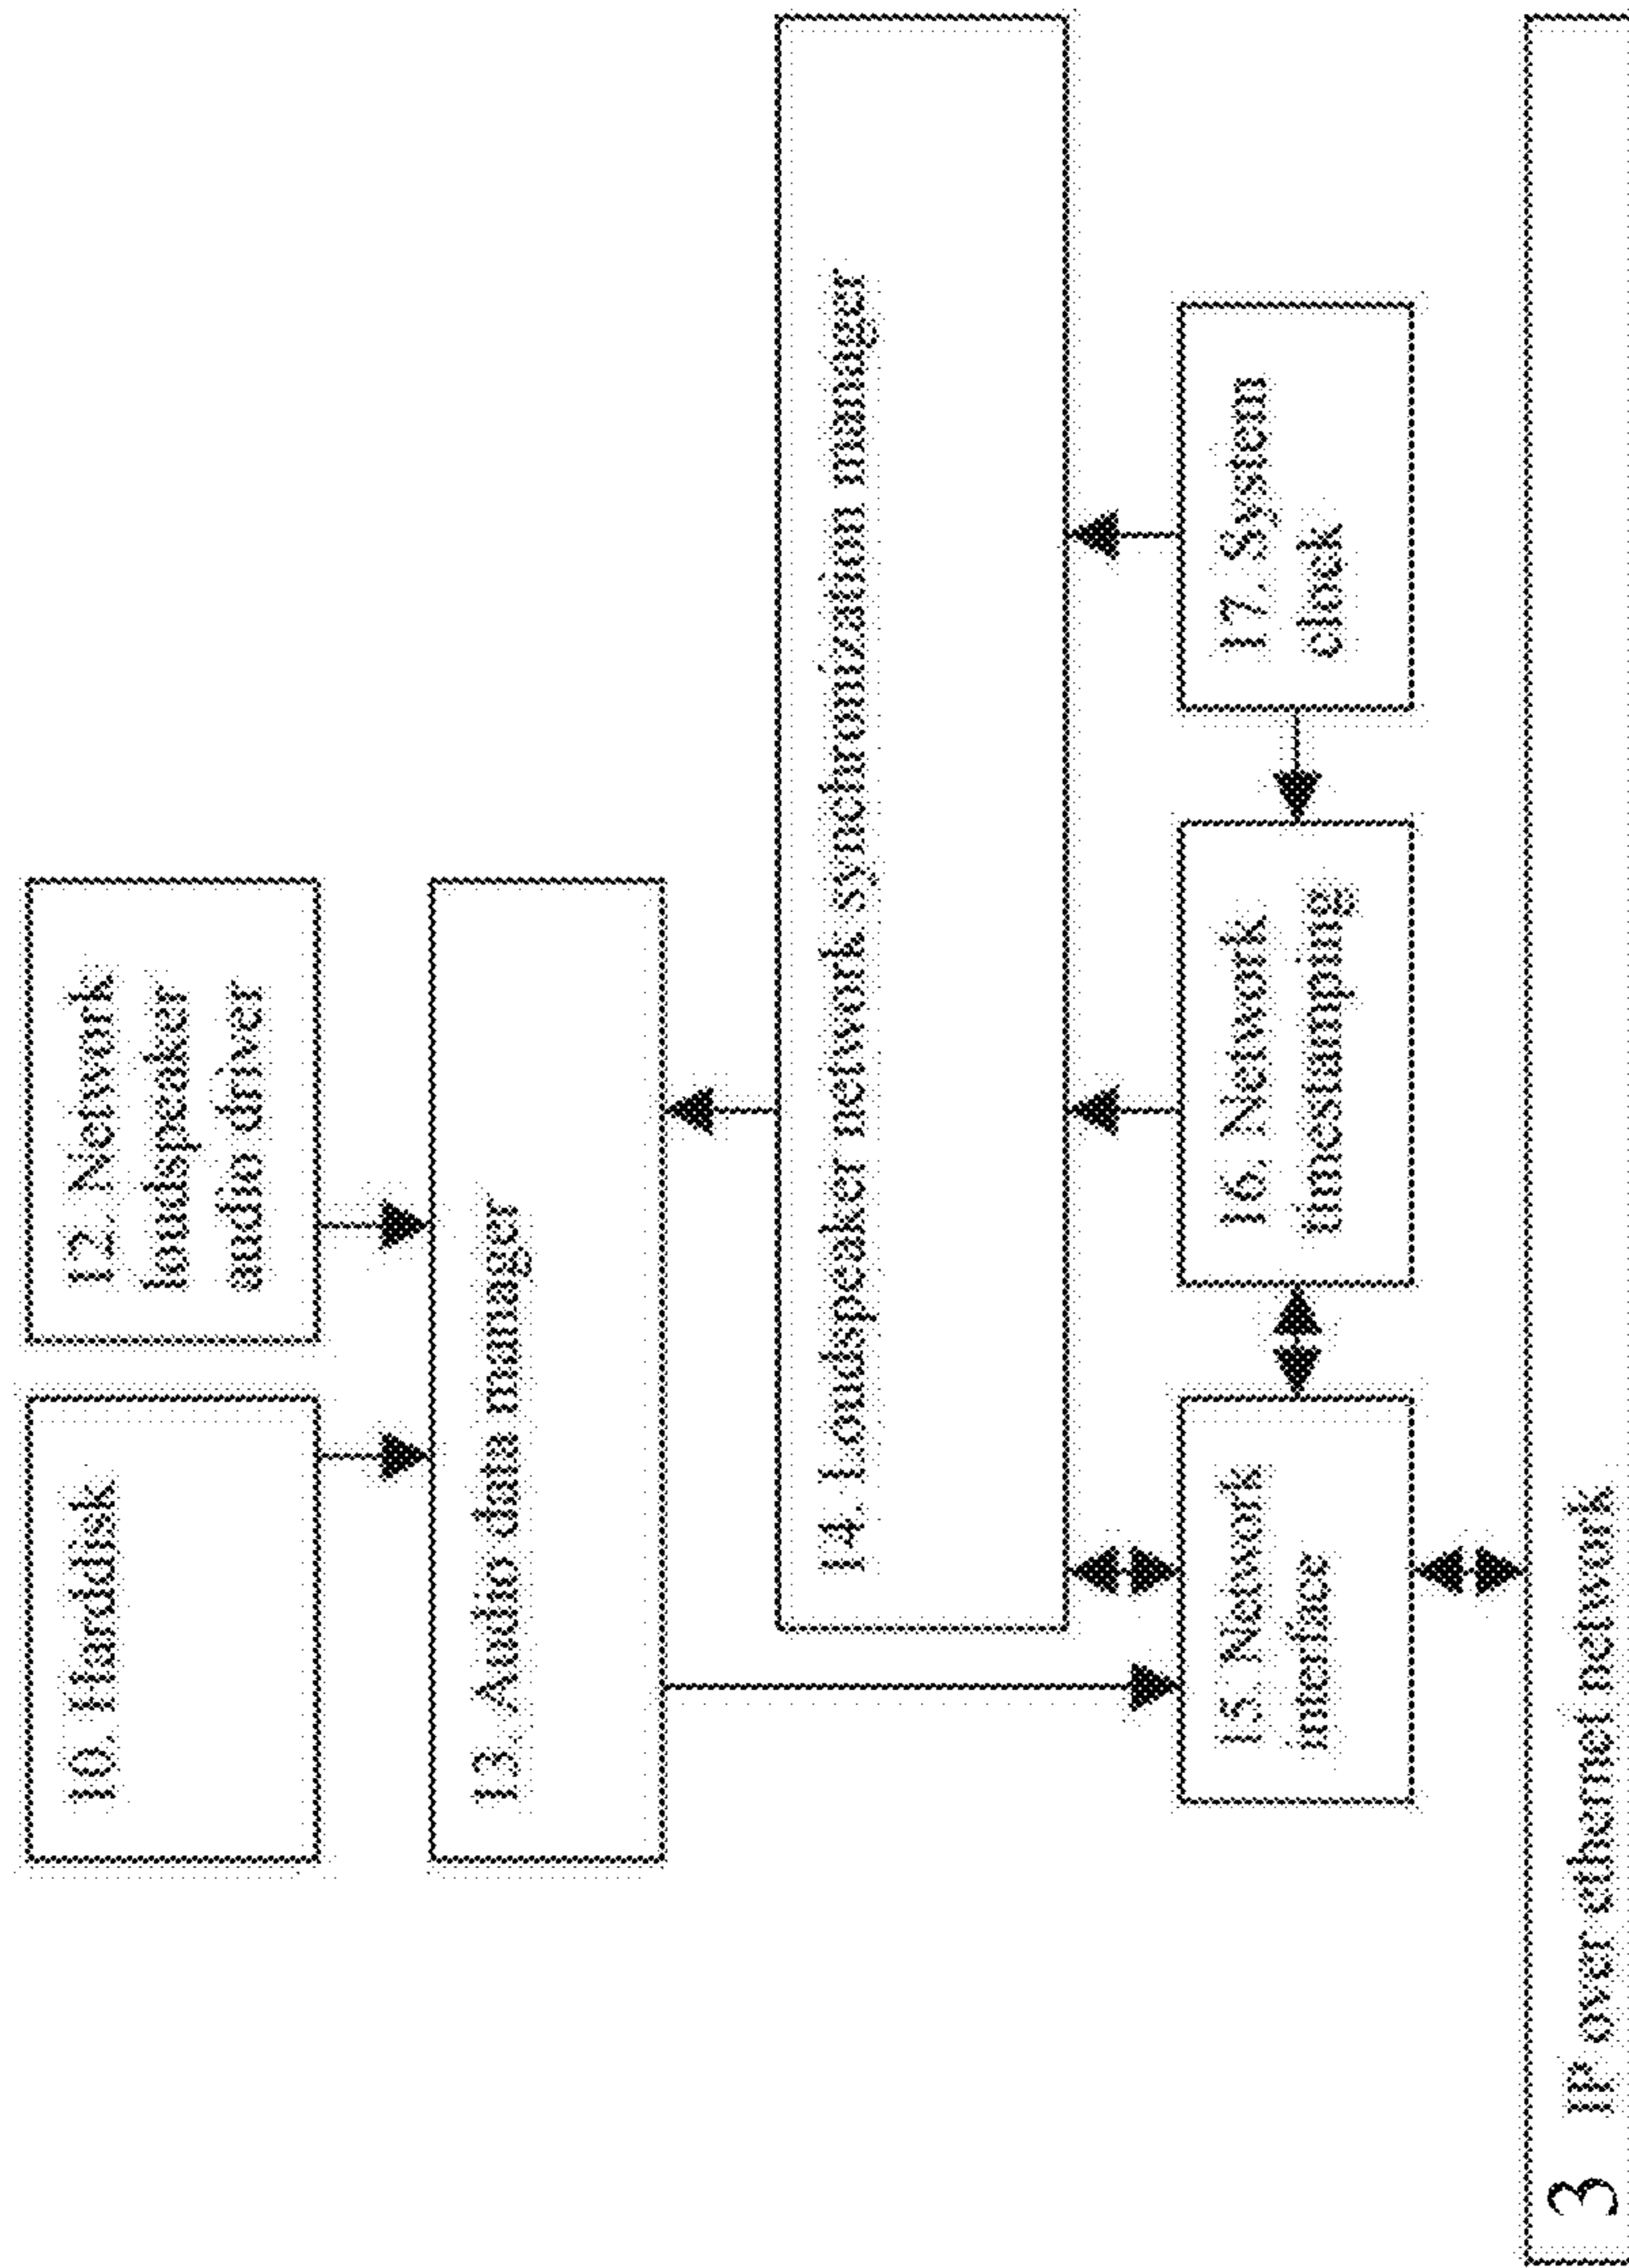 10. Harddisk
12. Network
loudspeaker
audio driver
13. Audio data manager
14. Loudspeaker network synchronization manager
15. Network
interface
16. Network
timestamping
17. System
clock
3 IP over ethernet network